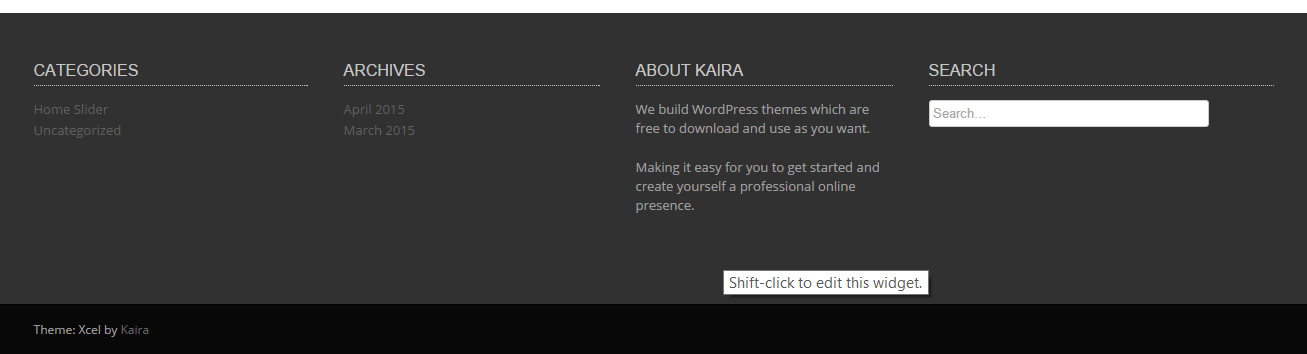 CATEGORIES
Home Slider
Uncategorized
ARCHIVES
April 2015
March 2015
ABOUT KAIRA
We build WordPress themes which are
free to download and use as you want.
Making it easy for you to get started and
create yourself a professional online
presence.
SEARCH
Search...
Shift-click to edit this widget.
Theme: Xcel by Kaira